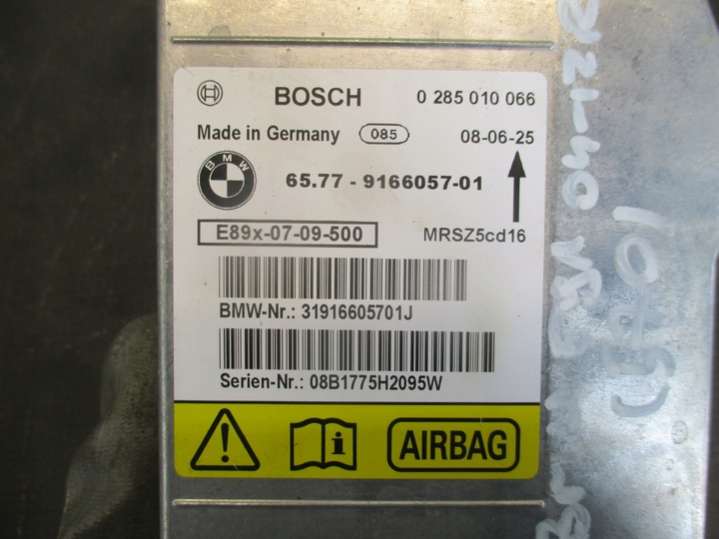 BOSCH 0 285 010 066
Made in Germany 085 08-06-25
BMW 65.77 - 9166057-01
E89x-07-09-500 MRSZ5cd16
BMW-Nr.: 31916605701J
Serien-Nr.: 08B1775H2095W
AIRBAG